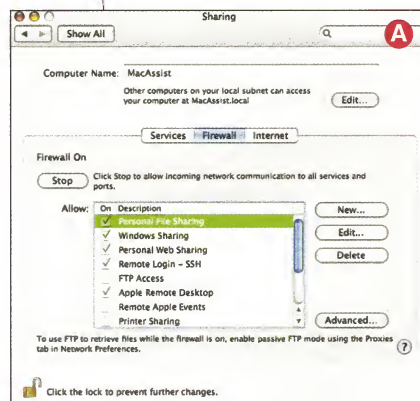 Sharing
Show All
A
Computer Name: MacAssist
Other computers on your local subnet can access
your computer at MacAssist.local
Edit...
Services Firewall Internet
Firewall On
Stop
Click Stop to allow incoming network communication to all services and
ports.
Allow: On Description
Personal File Sharing
Windows Sharing
Personal Web Sharing
Remote Login - SSH
FTP Access
Apple Remote Desktop
Remote Apple Events
Printer Sharing
New...
Edit...
Delete
Advanced...
To use FTP to retrieve files while the firewall is on, enable passive FTP mode using the Proxies
tab in Network Preferences.
?
Click the lock to prevent further changes.